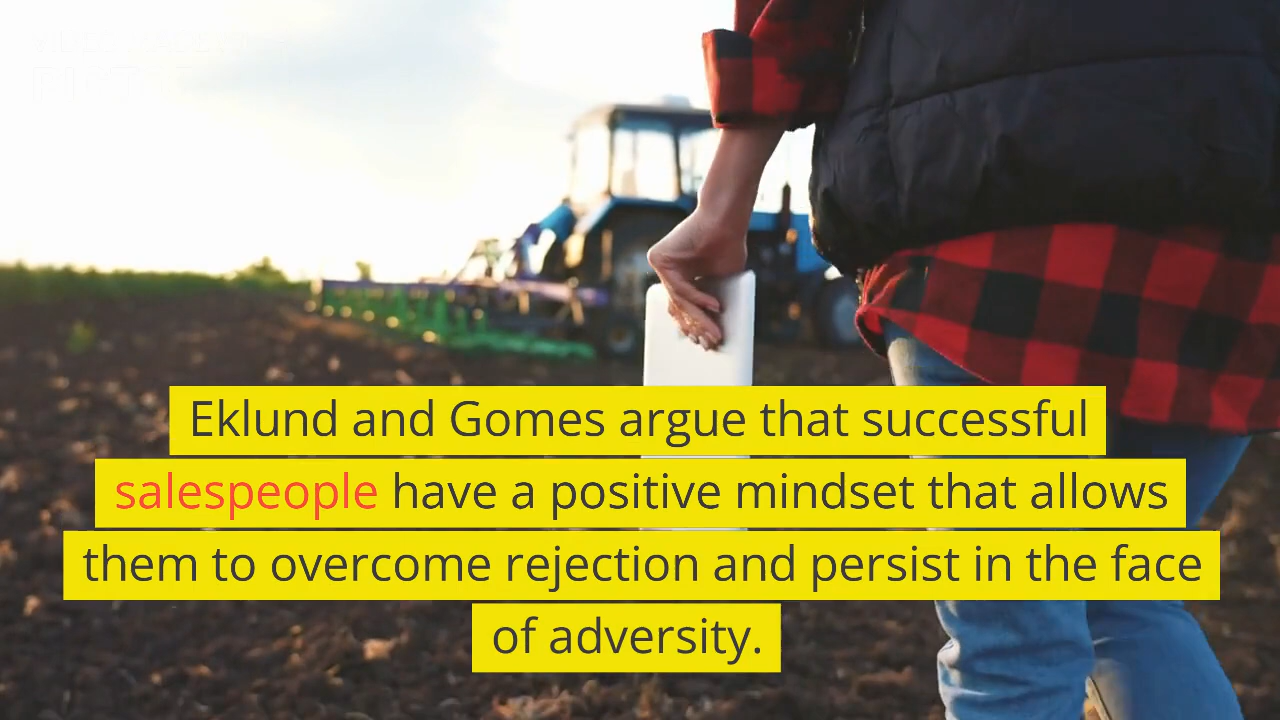 Eklund and Gomes argue that successful
salespeople have a positive mindset that allows
them to overcome rejection and persist in the face
of adversity.